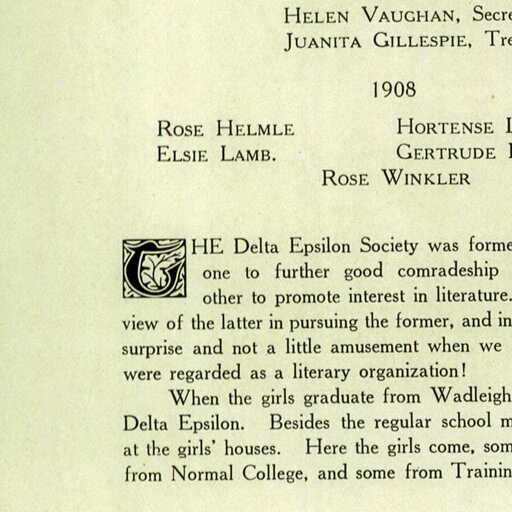 HELEN VAUGHAN, Secre
JUANITA GILLESPIE, Tre
1908
ROSE HELMLE HORTENSE
ELSIE LAMB. GERTRUDE
ROSE WINKLER
THE Delta Epsilon Society was forme
one to further good comradeship
other to promote interest in literature.
view of the latter in pursuing the former, and in
surprise and not a little amusement when we
were regarded as a literary organization!
When the girls graduate from Wadleigh
Delta Epsilon. Besides the regular school m
at the girls' houses. Here the girls come, som
from Normal College, and some from Trainin